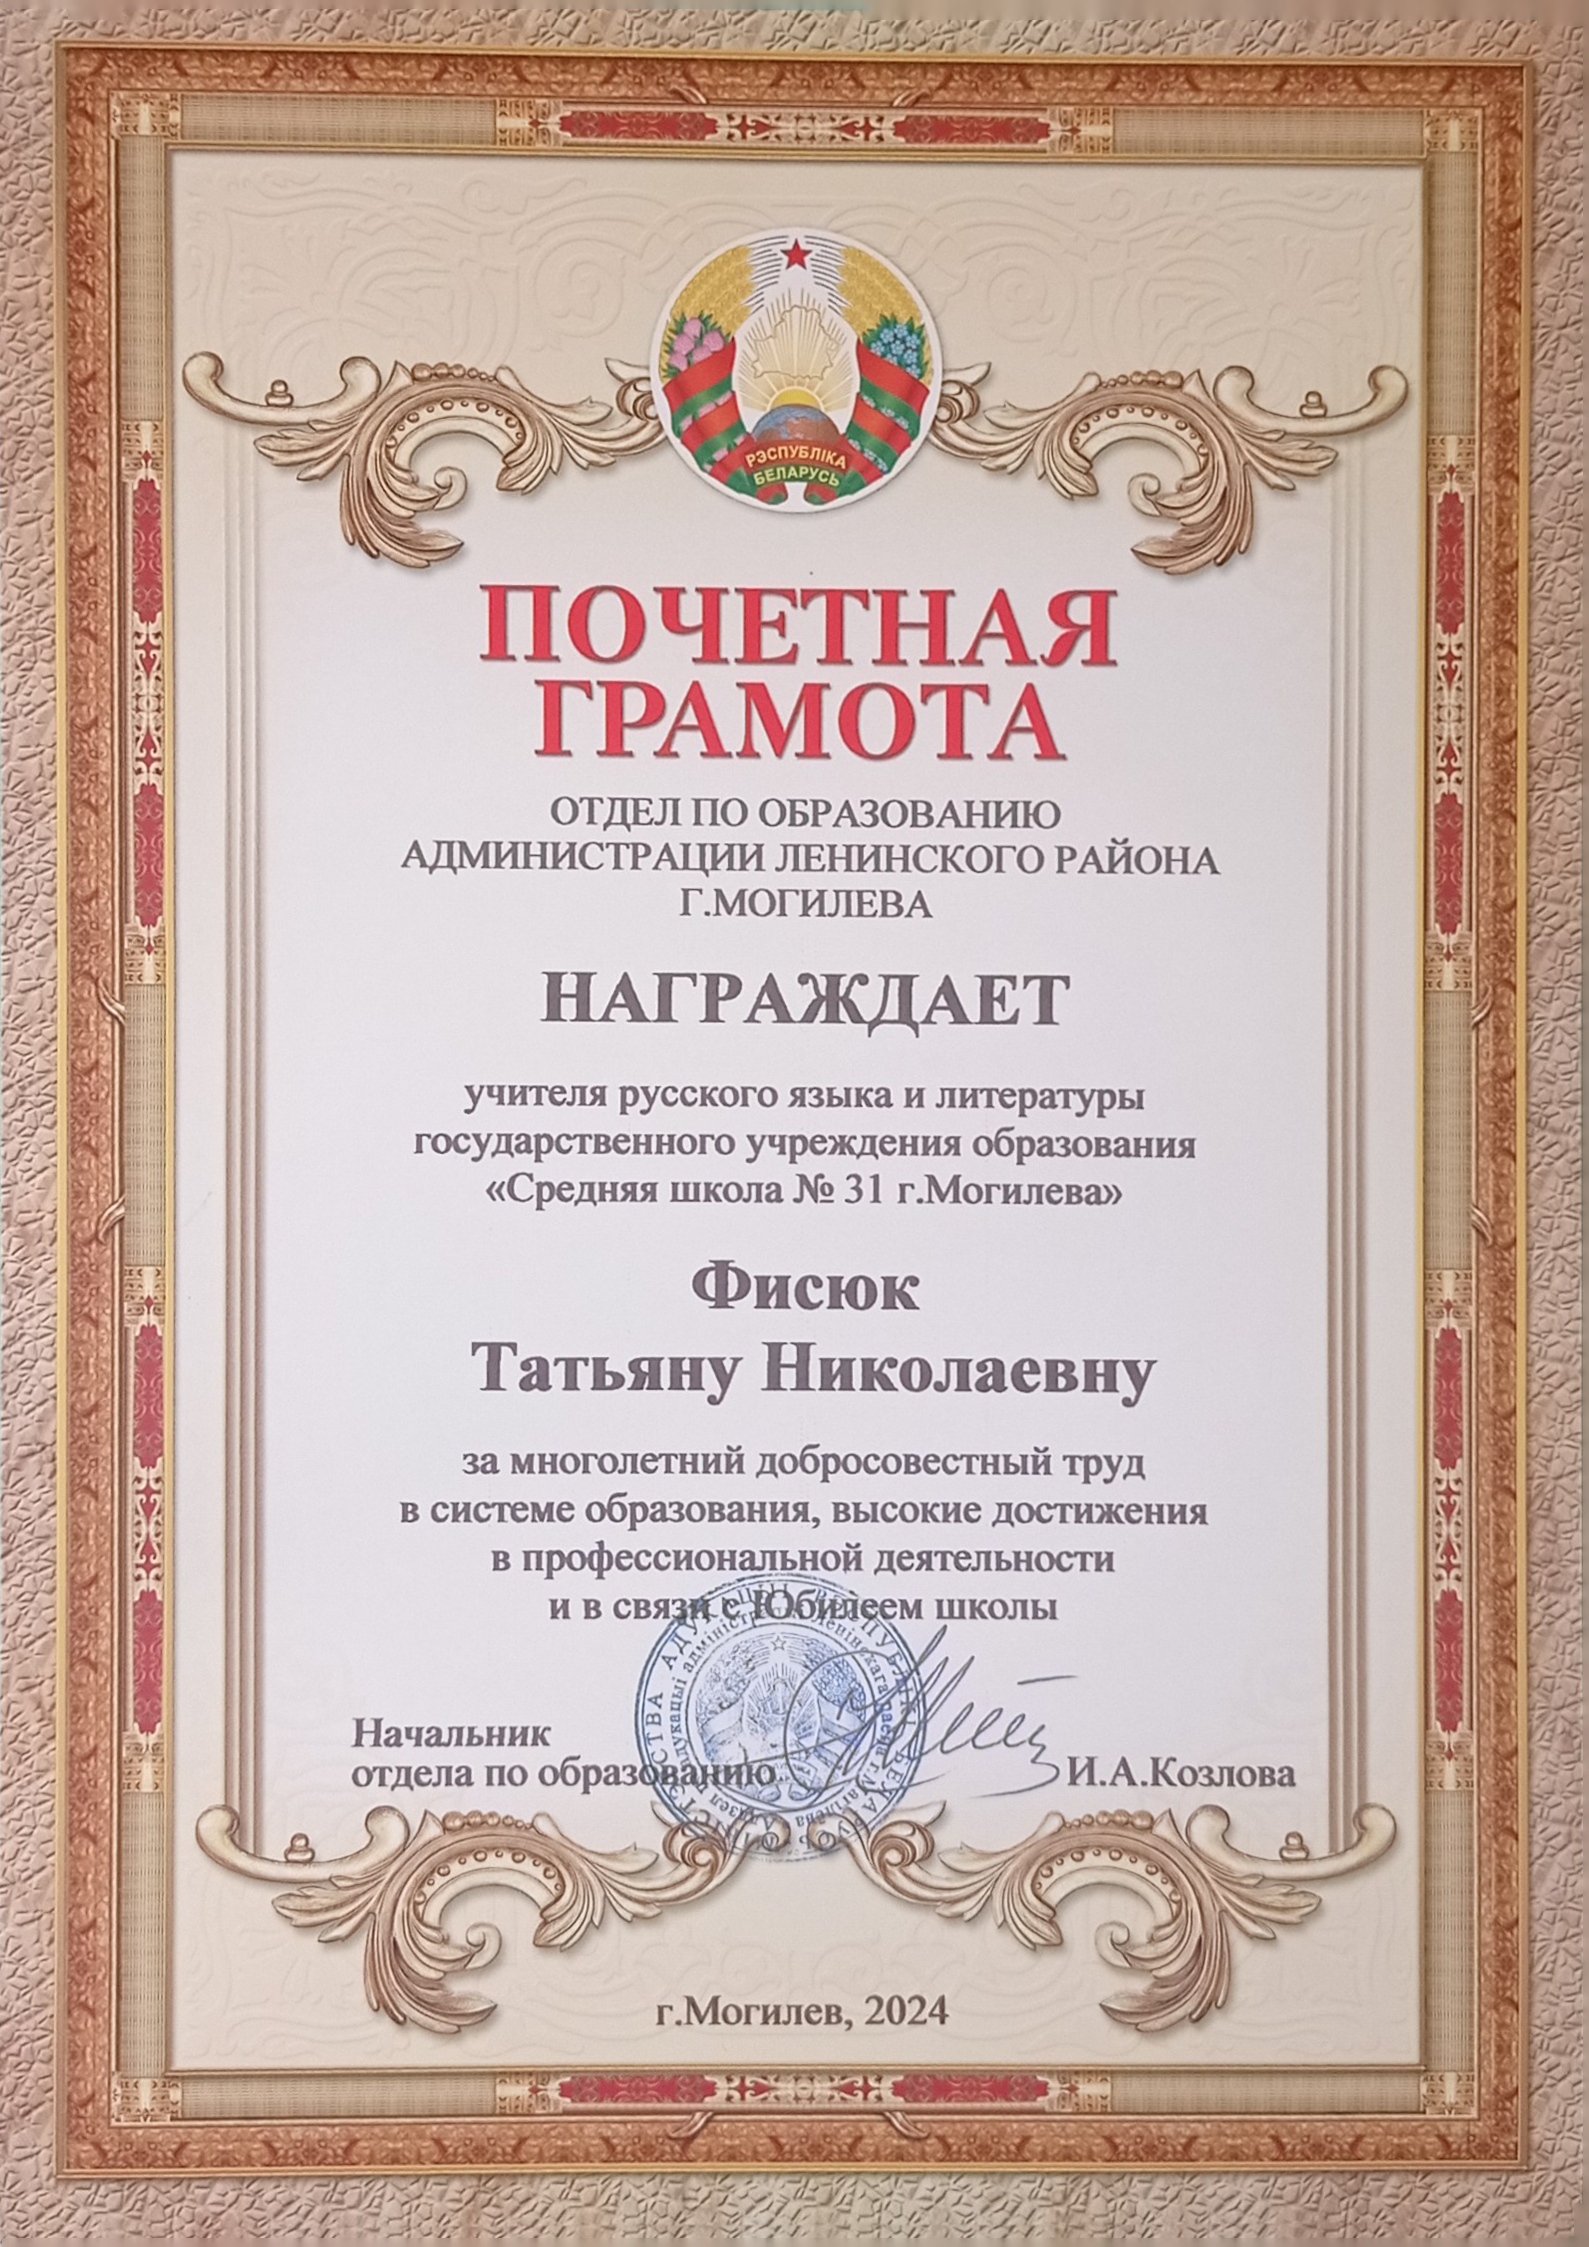 РЭСПУБЛІКА
БЕЛАРУСЬ
ПОЧЕТНАЯ
ГРАМОТА
ОТДЕЛ ПО ОБРАЗОВАНИЮ
АДМИНИСТРАЦИИ ЛЕНИНСКОГО РАЙОНА
Г.МОГИЛЕВА
НАГРАЖДАЕТ
учителя русского языка и литературы
государственного учреждения образования
«Средняя школа № 31 г.Могилева»
Фисюк
Татьяну Николаевну
за многолетний добросовестный труд
в системе образования, высокие достижения
в профессиональной деятельности
и в связи с Юбилеем школы
Начальник
отдела по образованию И.А.Козлова
г.Могилев, 2024